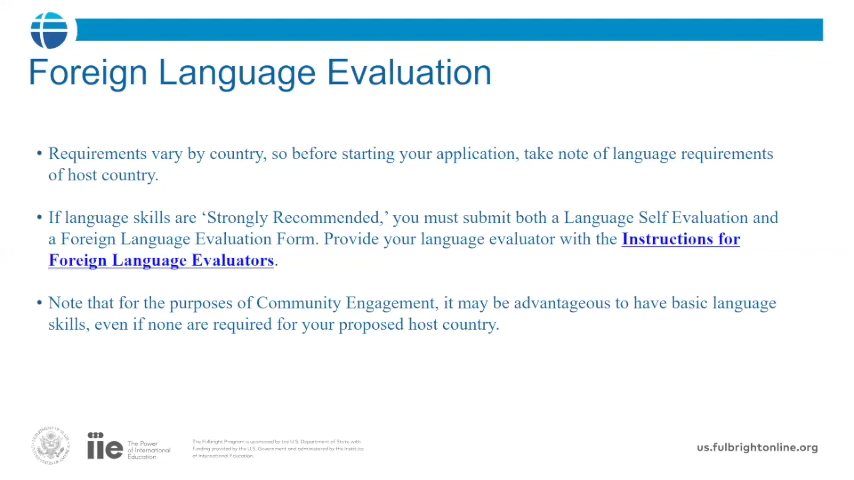 Foreign Language Evaluation
• Requirements vary by country, so before starting your application, take note of language requirements
of host country.
• If language skills are ‘Strongly Recommended,’ you must submit both a Language Self Evaluation and
a Foreign Language Evaluation Form. Provide your language evaluator with the Instructions for
Foreign Language Evaluators.
• Note that for the purposes of Community Engagement, it may be advantageous to have basic language
skills, even if none are required for your proposed host country.
iie
The Power
of International
Education
The Fulbright Program is sponsored by the U.S. Department of State with
funding provided by the U.S. Government and administered by the Institute
of International Education.
us.fulbrightonline.org